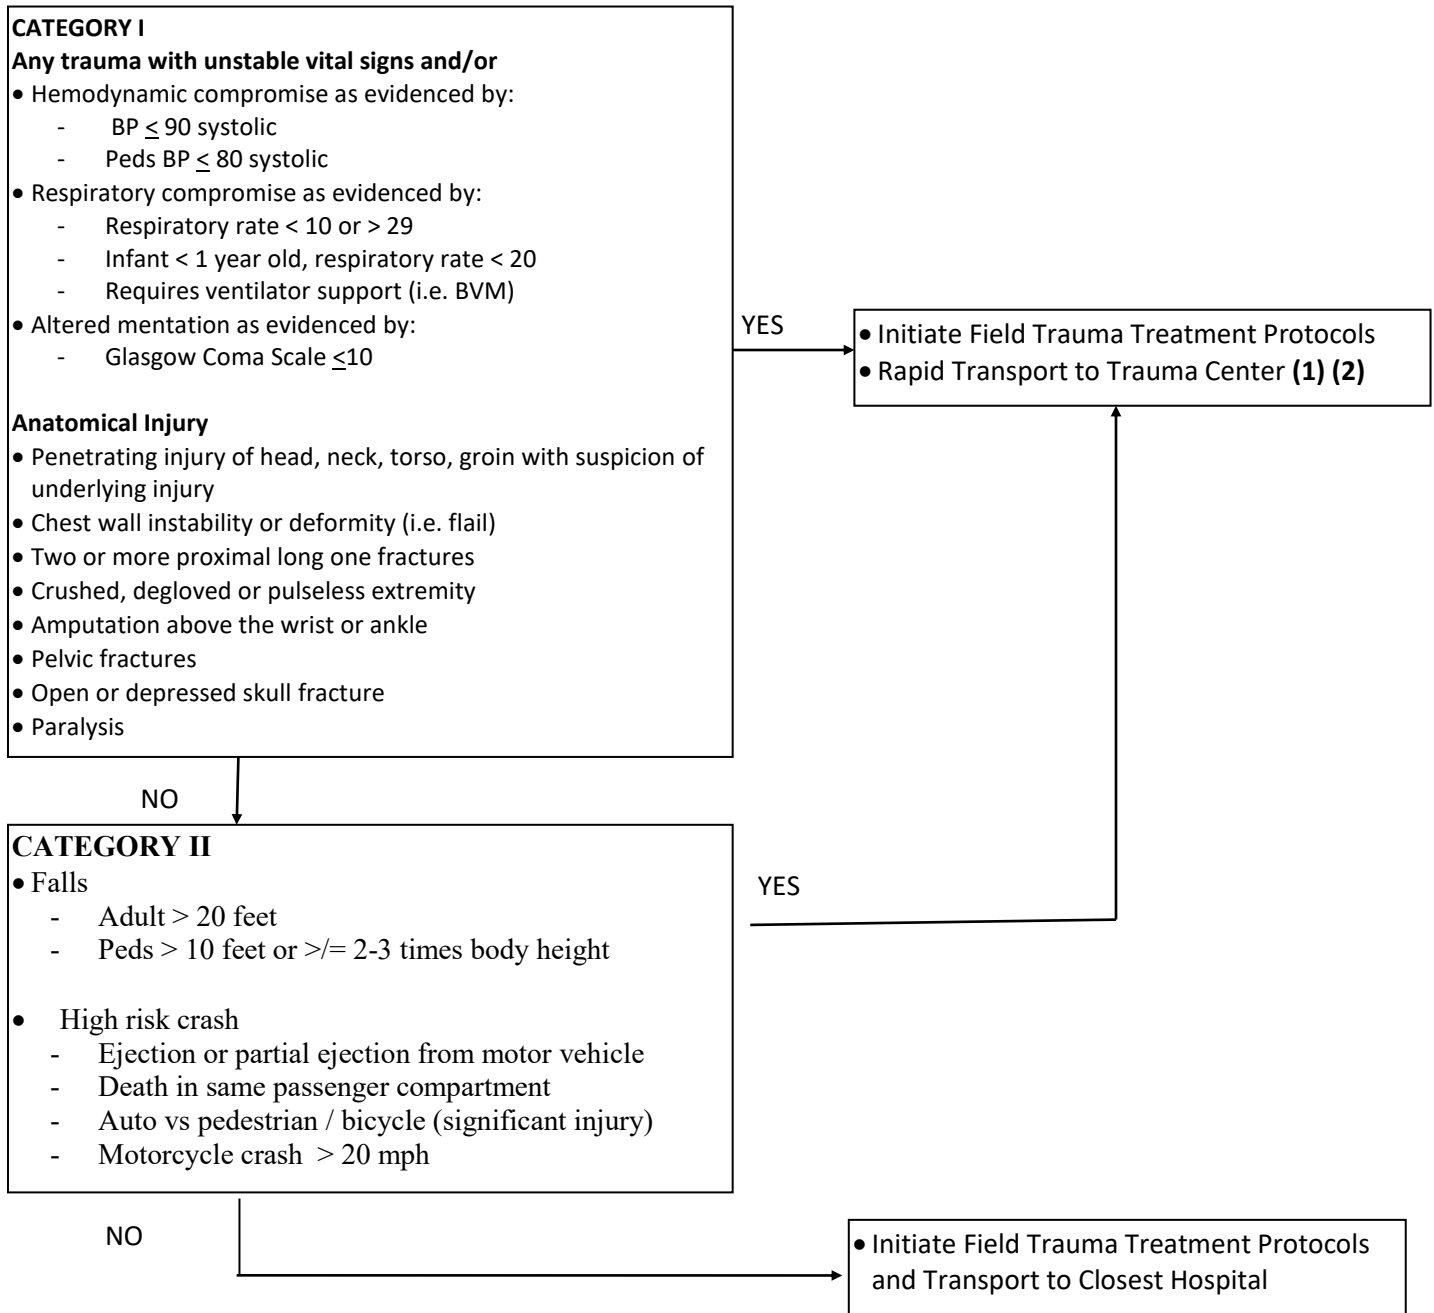 CATEGORY I
Any trauma with unstable vital signs and/or
• Hemodynamic compromise as evidenced by:
- BP ≤ 90 systolic
- Peds BP ≤ 80 systolic
• Respiratory compromise as evidenced by:
- Respiratory rate < 10 or > 29
- Infant < 1 year old, respiratory rate < 20
- Requires ventilator support (i.e. BVM)
• Altered mentation as evidenced by:
- Glasgow Coma Scale ≤10
Anatomical Injury
• Penetrating injury of head, neck, torso, groin with suspicion of
underlying injury
• Chest wall instability or deformity (i.e. flail)
• Two or more proximal long one fractures
• Crushed, degloved or pulseless extremity
• Amputation above the wrist or ankle
• Pelvic fractures
• Open or depressed skull fracture
• Paralysis
YES
• Initiate Field Trauma Treatment Protocols
• Rapid Transport to Trauma Center (1) (2)
NO
CATEGORY II
• Falls
- Adult > 20 feet
- Peds > 10 feet or >/= 2-3 times body height
• High risk crash
- Ejection or partial ejection from motor vehicle
- Death in same passenger compartment
- Auto vs pedestrian / bicycle (significant injury)
- Motorcycle crash > 20 mph
YES
NO
• Initiate Field Trauma Treatment Protocols
and Transport to Closest Hospital